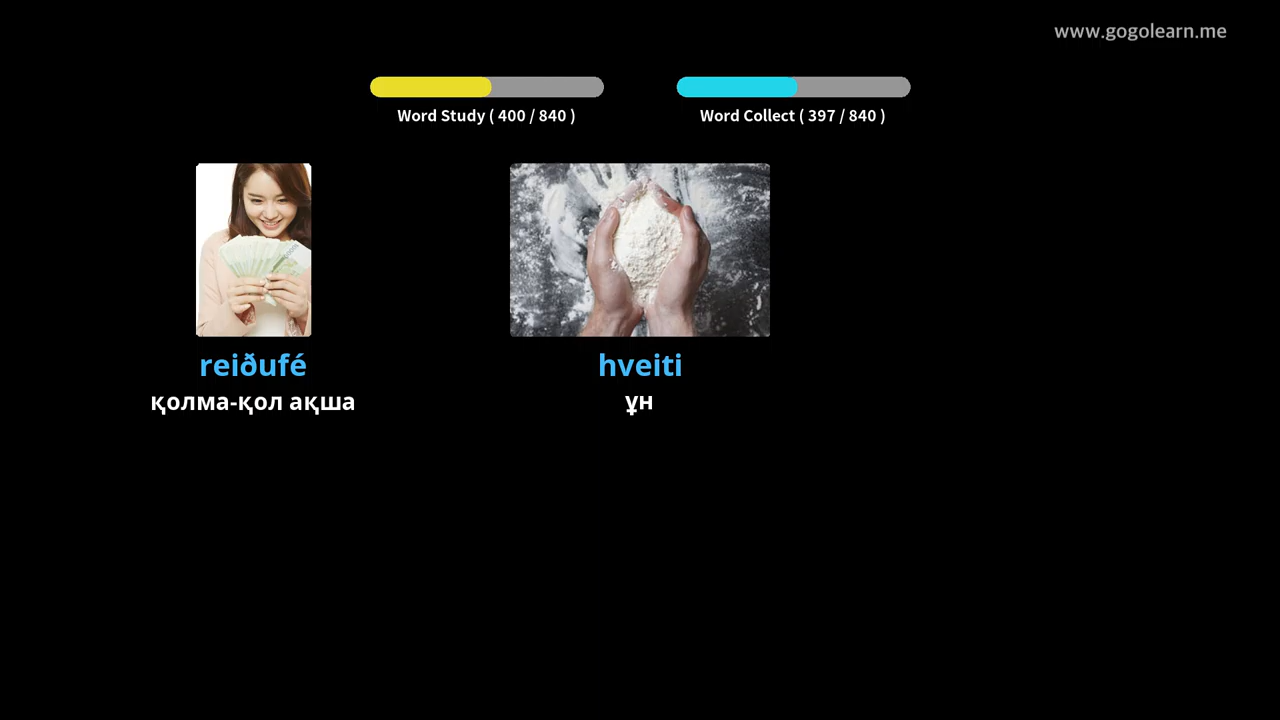 www.gogolearn.me
Word Study ( 400 / 840 )
Word Collect ( 397 / 840 )
reiðufé
hveiti
қолма-қол ақша
ұн